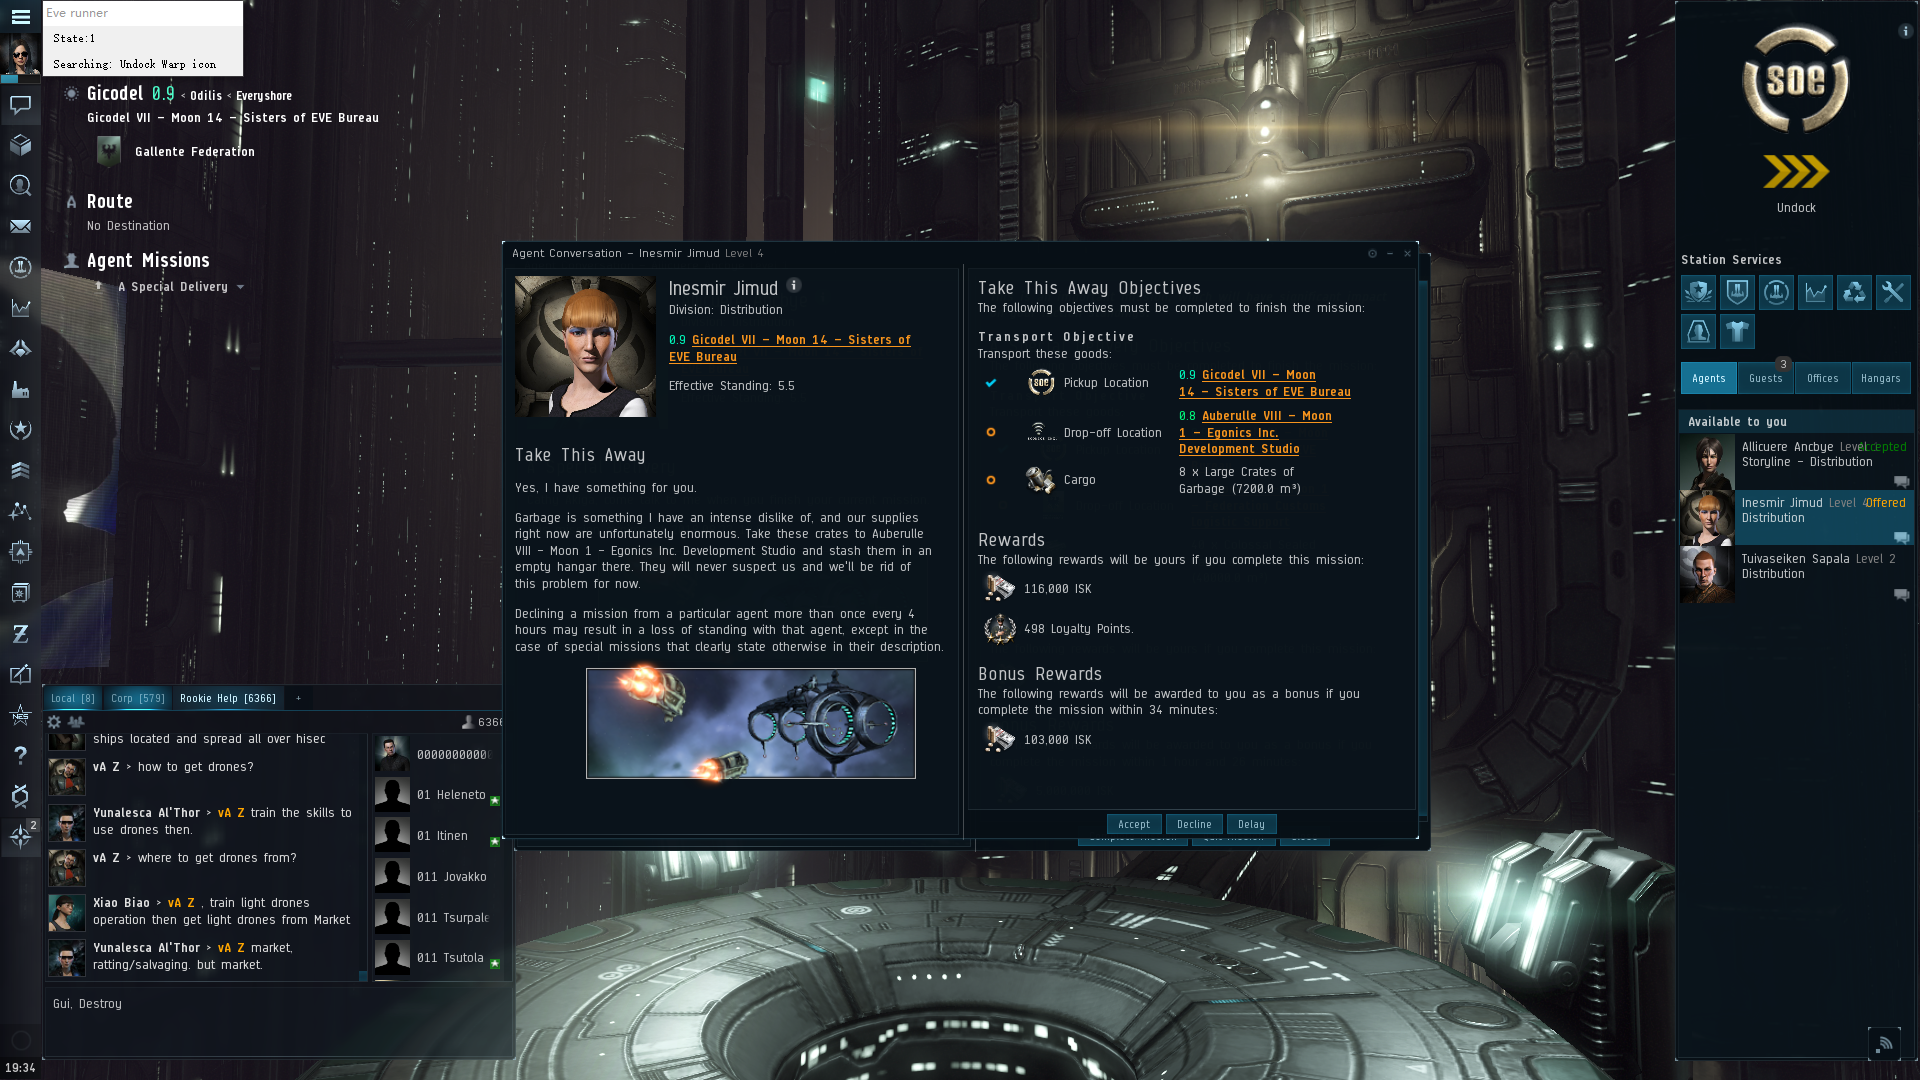 Eve runner
State:1
Searching: Undock Warp icon
Gicodel 0.9 < Odilis < Everyshore
Gicodel VII - Moon 14 - Sisters of EVE Bureau
Gallente Federation
Route
No Destination
Agent Missions
A Special Delivery
Agent Conversation - Inesmir Jimud Level 4
Inesmir Jimud
Division: Distribution
0.9 Gicodel VII - Moon 14 - Sisters of
EVE Bureau
Effective Standing: 5.5
Take This Away
Yes, I have something for you.
Garbage is something I have an intense dislike of, and our supplies
right now are unfortunately enormous. Take these crates to Auberulle
VIII - Moon 1 - Egonics Inc. Development Studio and stash them in an
empty hangar there. They will never suspect us and we'll be rid of
this problem for now.
Declining a mission from a particular agent more than once every 4
hours may result in a loss of standing with that agent, except in the
case of special missions that clearly state otherwise in their description.
Take This Away Objectives
The following objectives must be completed to finish the mission:
Transport Objective
Transport these goods:
Pickup Location
0.9 Gicodel VII - Moon
14 - Sisters of EVE Bureau
Drop-off Location
0.8 Auberulle VIII - Moon
1 - Egonics Inc.
Development Studio
Cargo
8 x Large Crates of
Garbage (7200.0 m³)
Rewards
The following rewards will be yours if you complete this mission:
116,000 ISK
498 Loyalty Points.
Bonus Rewards
The following rewards will be awarded to you as a bonus if you
complete the mission within 34 minutes:
103,000 ISK
Accept
Decline
Delay
SOE
Undock
Station Services
Agents
Guests
3
Offices
Hangars
Available to you
Allicuere Ancbye Level Accepted
Storyline - Distribution
Inesmir Jimud Level 4 Offered
Distribution
Tuivaseiken Sapala Level 2
Distribution
Local [8]
Corp [579]
Rookie Help [6366]
+
6366
ships located and spread all over hisec
vA Z > how to get drones?
Yunalesca Al'Thor > vA Z train the skills to
use drones then.
vA Z > where to get drones from?
Xiao Biao > vA Z , train light drones
operation then get light drones from Market
Yunalesca Al'Thor > vA Z market,
ratting/salvaging. but market.
01 Heleneto
01 Itinen
011 Jovakko
011 Tsurpale
011 Tsutola
Gui, Destroy
NES
2
19:34